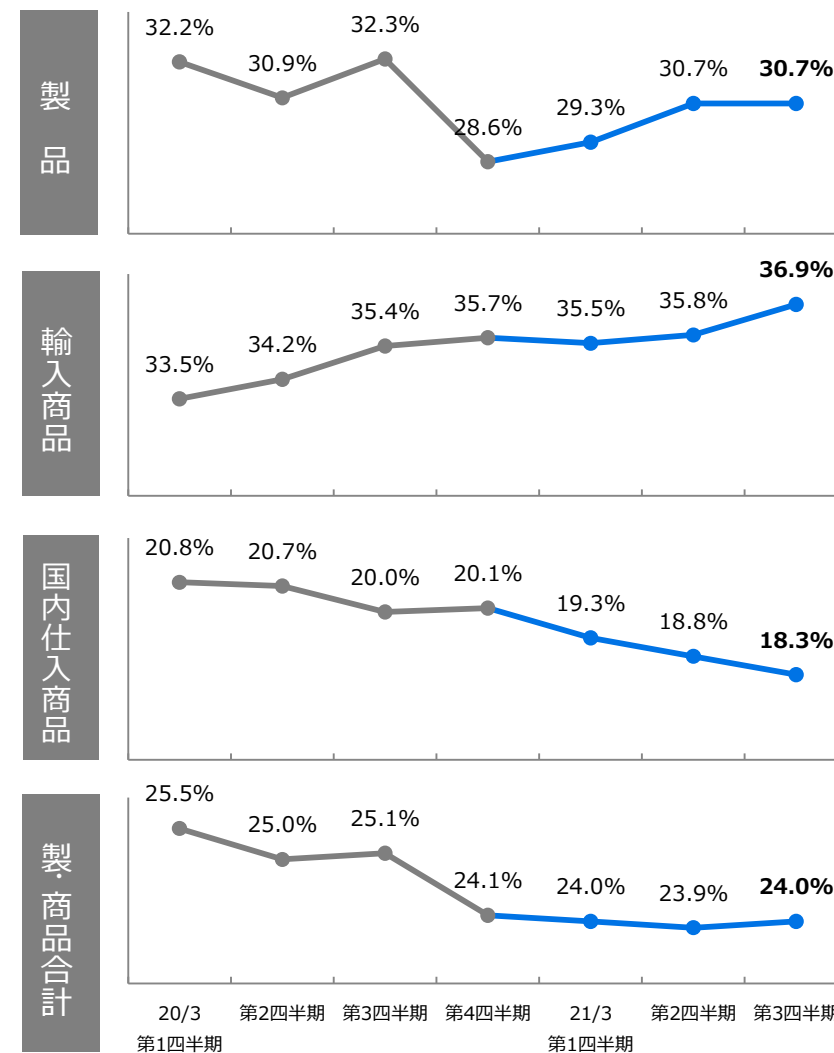 製品
32.2%
30.9%
32.3%
28.6%
29.3%
30.7%
30.7%
輸入商品
33.5%
34.2%
35.4%
35.7%
35.5%
35.8%
36.9%
国内仕入商品
20.8%
20.7%
20.0%
20.1%
19.3%
18.8%
18.3%
製・商品合計
25.5%
25.0%
25.1%
24.1%
24.0%
23.9%
24.0%
20/3
第1四半期
第2四半期
第3四半期
第4四半期
21/3
第1四半期
第2四半期
第3四半期